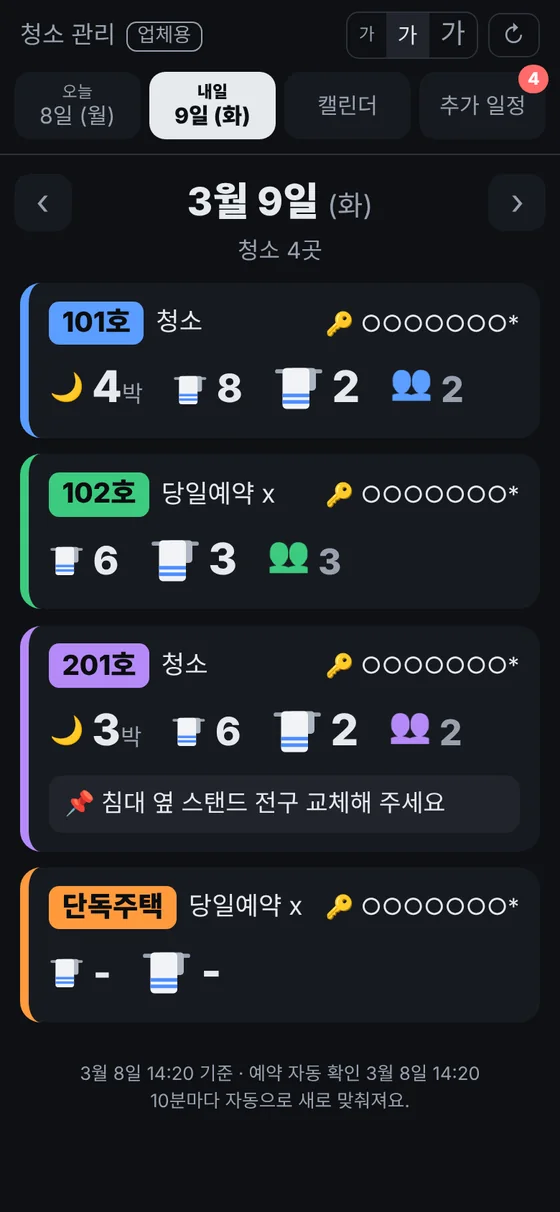 청소 관리 업체용 가 가 가
오늘 내일
8일 (월) 9일 (화) 캘린더 추가 일정 4
3월 9일 (화)
청소 4곳
101호 청소 ○○○○○○○*
4박 8 2 2
102호 당일예약 x ○○○○○○○*
6 3 3
201호 청소 ○○○○○○○*
3박 6 2 2
침대 옆 스탠드 전구 교체해 주세요
단독주택 당일예약 x ○○○○○○○*
- -
3월 8일 14:20 기준 · 예약 자동 확인 3월 8일 14:20
10분마다 자동으로 새로 맞춰져요.